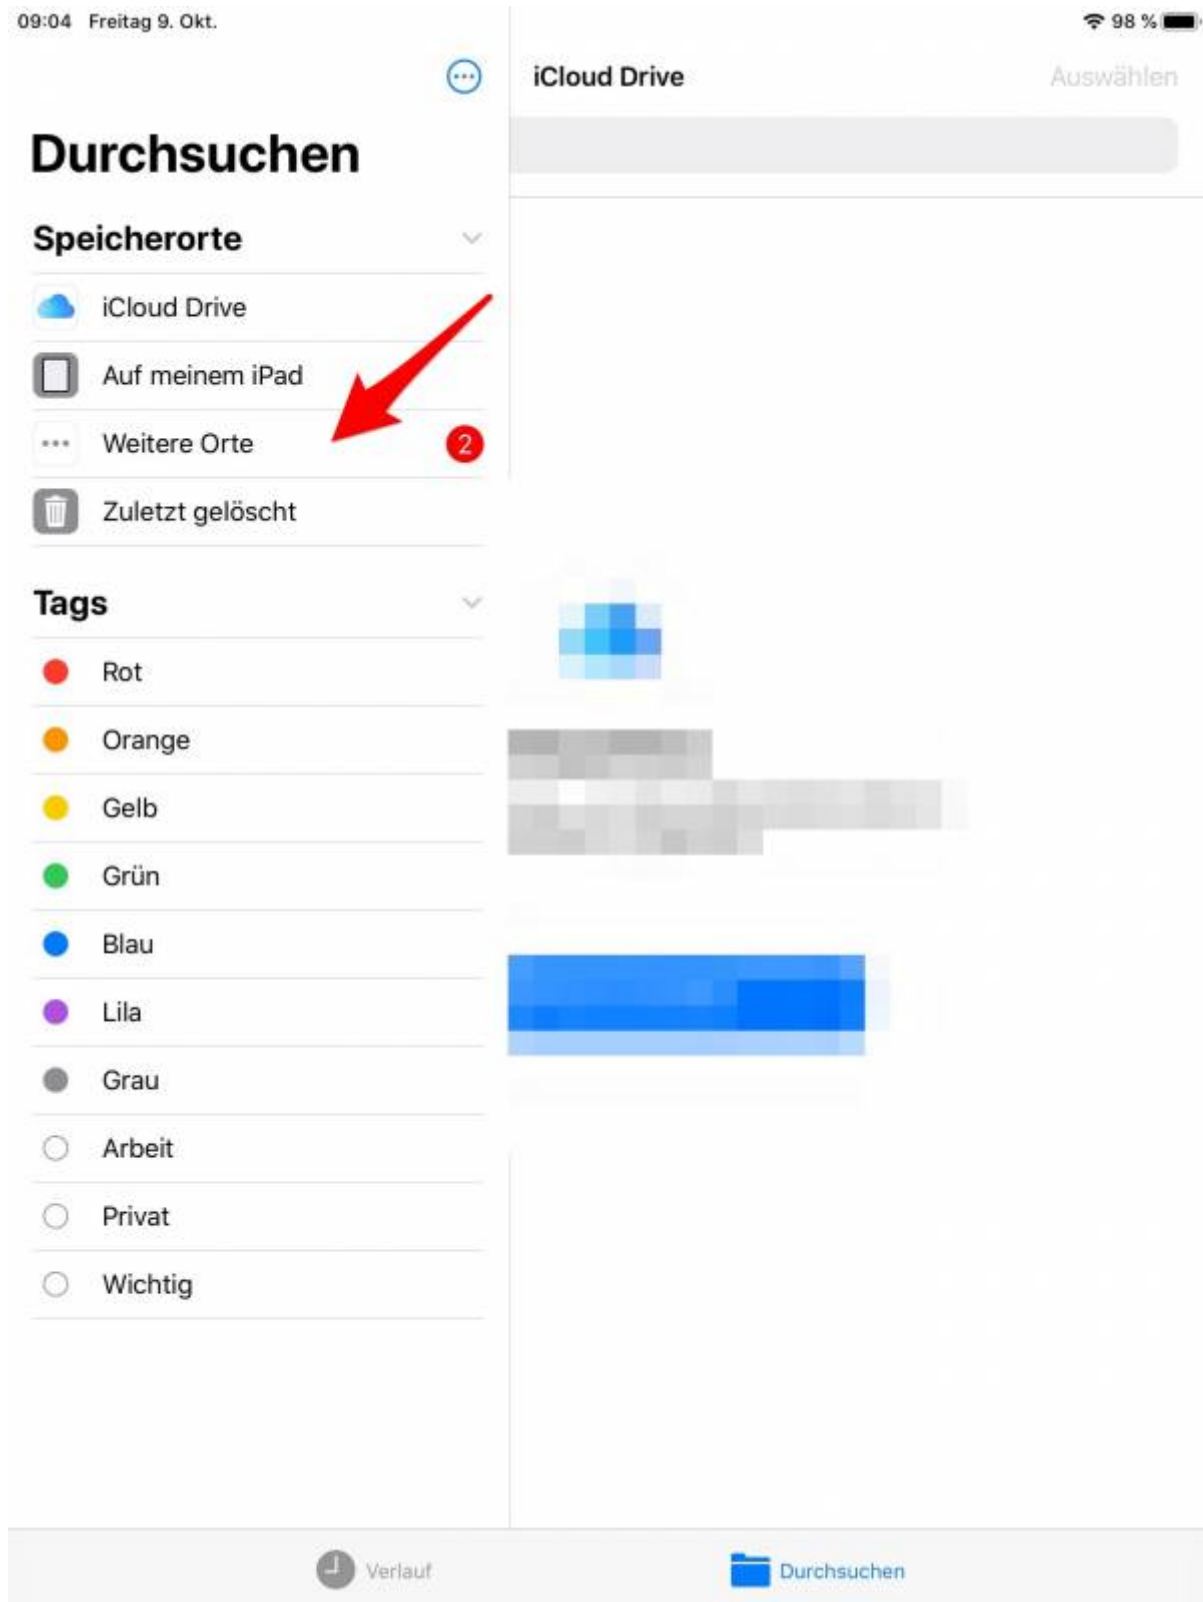 09:04 Freitag 9. Okt. 98 %
iCloud Drive Auswählen
Durchsuchen
Speicherorte
iCloud Drive
Auf meinem iPad
Weitere Orte 2
Zuletzt gelöscht
Tags
Rot
Orange
Gelb
Grün
Blau
Lila
Grau
Arbeit
Privat
Wichtig
Verlauf Durchsuchen